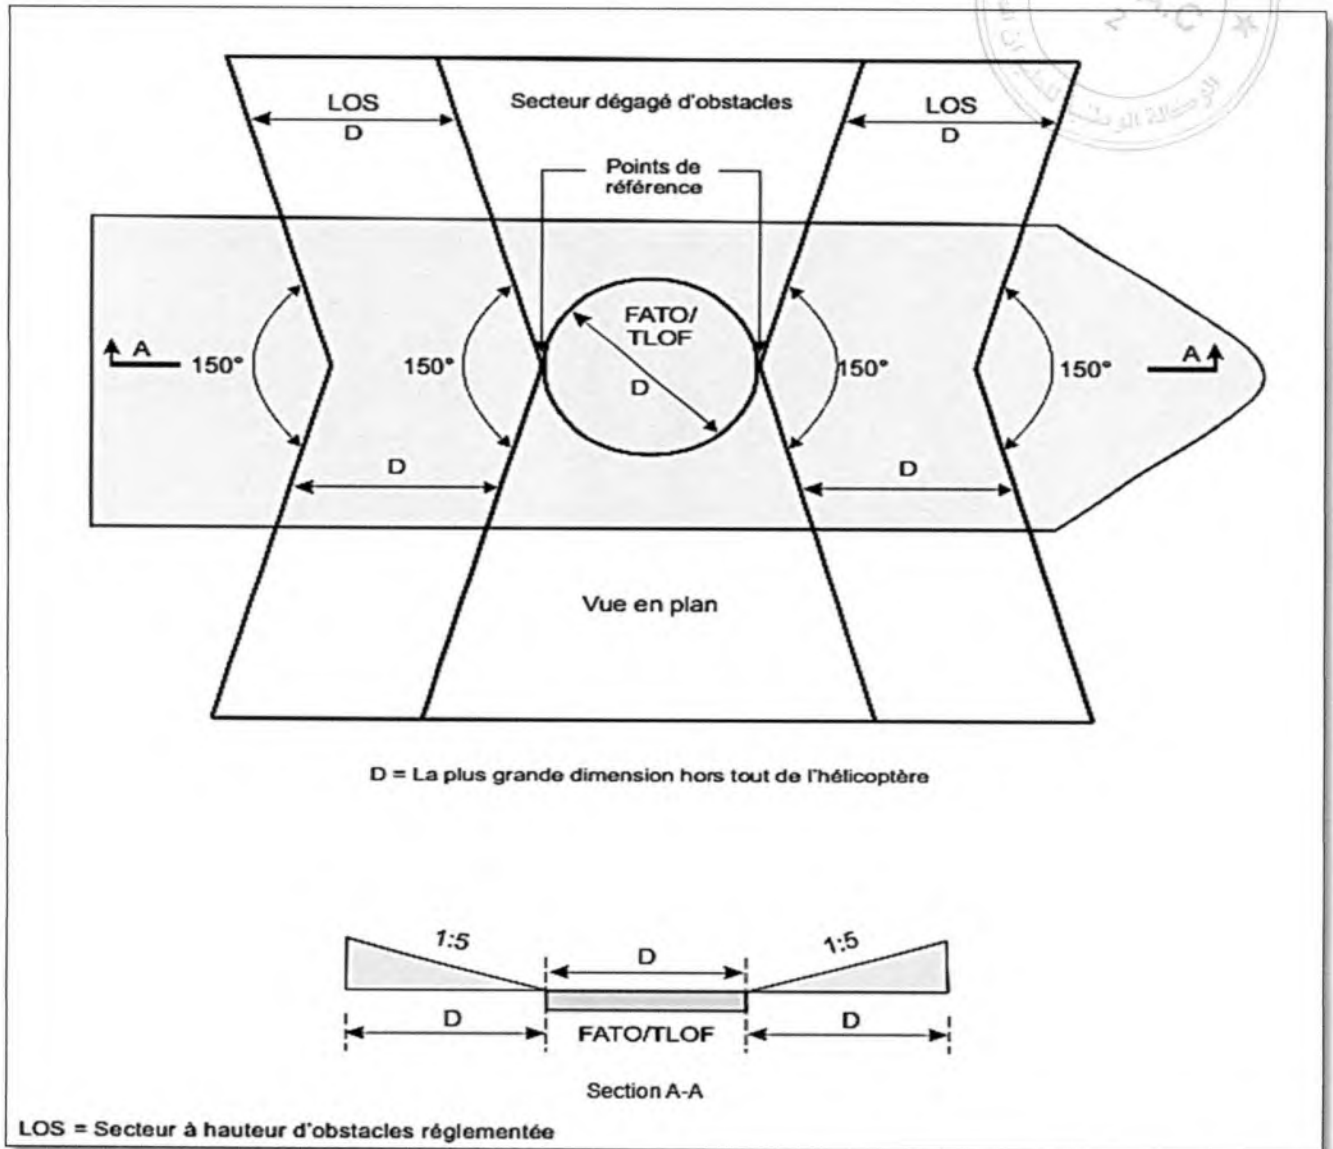 LOS
D
Secteur dégagé d'obstacles
LOS
D
Points de
référence
FATO/
TLOF
D
A
150°
150°
150°
150°
A
D
D
Vue en plan
D = La plus grande dimension hors tout de l'hélicoptère
1:5
D
1:5
D
FATO/TLOF
D
Section A-A
LOS = Secteur à hauteur d'obstacles réglementée